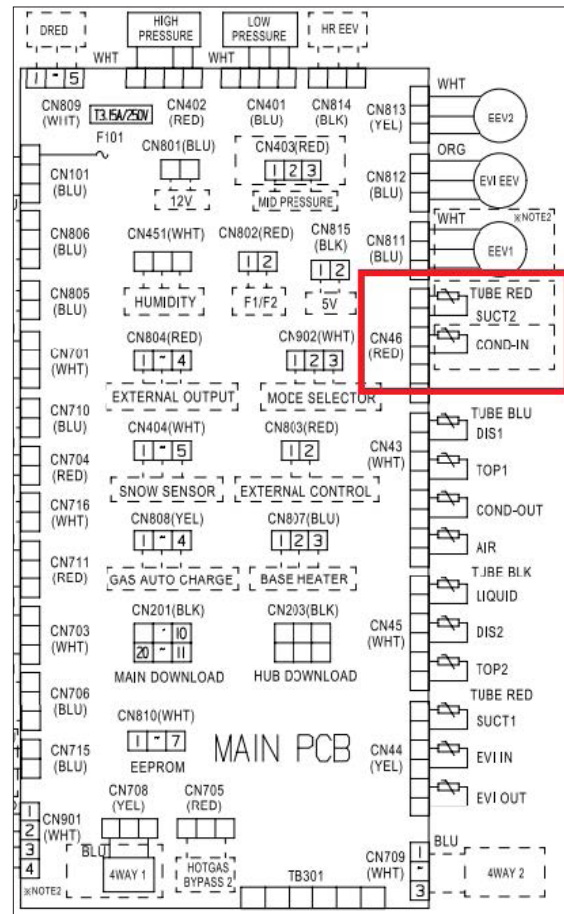 DRED
HIGH
PRESSURE
LOW
PRESSURE
HR EEV
WHT
WHT
1 ~ 5
CN809
(WHT)
T3.15A/250V
F101
CN402
(RED)
CN401
(BLU)
CN814
(BLK)
CN813
(YEL)
WHT
EEV2
CN801(BLU)
12V
CN403(RED)
1 2 3
MID PRESSURE
CN101
(BLU)
CN812
(BLU)
ORG
EVI EEV
CN806
(BLU)
CN451(WHT)
HUMIDITY
CN802(RED)
1 2
F1/F2
CN815
(BLK)
1 2
5V
CN811
(BLU)
WHT
※NOTE2
EEV1
CN805
(BLU)
TUBE RED
SUCT2
CN46
(RED)
COND-IN
CN701
(WHT)
CN804(RED)
1 ~ 4
EXTERNAL OUTPUT
CN902(WHT)
1 2 3
MODE SELECTOR
CN710
(BLU)
CN404(WHT)
1 ~ 5
SNOW SENSOR
CN803(RED)
1 2
EXTERNAL CONTROL
CN43
(WHT)
TUBE BLU
DIS1
TOP1
COND-OUT
AIR
CN704
(RED)
CN716
(WHT)
CN808(YEL)
1 ~ 4
GAS AUTO CHARGE
CN807(BLU)
1 2 3
BASE HEATER
CN711
(RED)
TUBE BLK
LIQUID
CN45
(WHT)
DIS2
TOP2
CN703
(WHT)
CN201(BLK)
~ 10
20 ~ 11
MAIN DOWNLOAD
CN203(BLK)
HUB DOWNLOAD
CN706
(BLU)
TUBE RED
SUCT1
CN44
(YEL)
EVI IN
EVI OUT
CN810(WHT)
1 ~ 7
EEPROM
MAIN PCB
CN715
(BLU)
CN708
(YEL)
CN705
(RED)
1
2
3
4
CN901
(WHT)
※NOTE2
BLU
4WAY 1
HOTGAS
BYPASS 2
TB301
CN709
(WHT)
1
~
3
BLU
4WAY 2